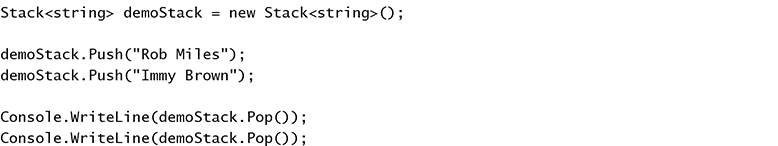 Stack<string> demoStack = new Stack<string>();
demoStack.Push("Rob Miles");
demoStack.Push("Immy Brown");
Console.WriteLine(demoStack.Pop());
Console.WriteLine(demoStack.Pop());